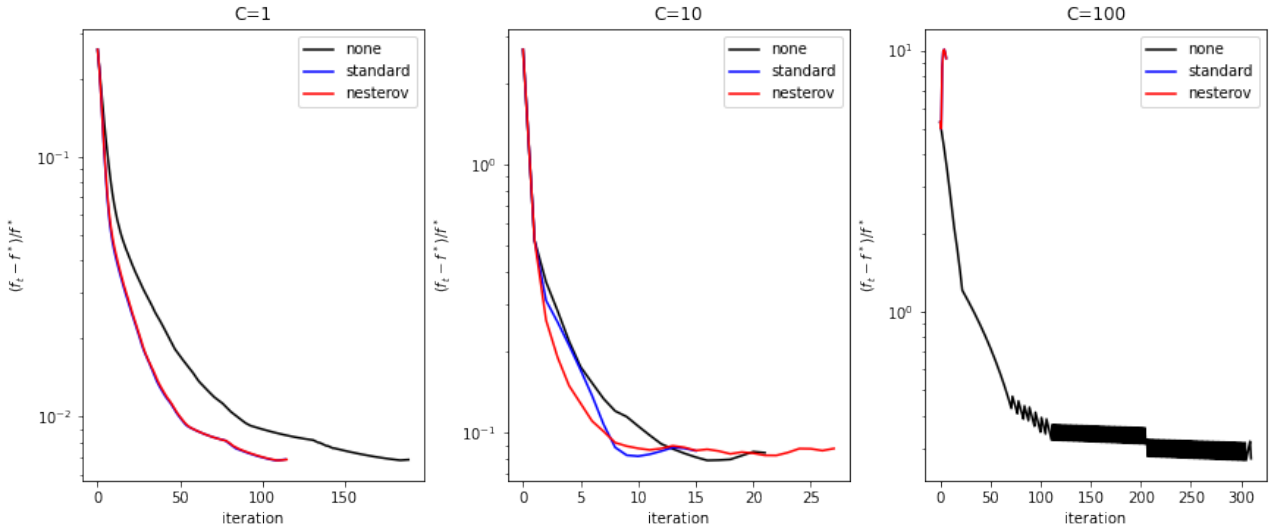 C=1
none
standard
nesterov
10⁻¹
10⁻²
(f_t − f*)/f*
0
50
100
150
iteration
C=10
none
standard
nesterov
10⁰
10⁻¹
(f_t − f*)/f*
0
5
10
15
20
25
iteration
C=100
none
standard
nesterov
10¹
10⁰
(f_t − f*)/f*
0
50
100
150
200
250
300
iteration